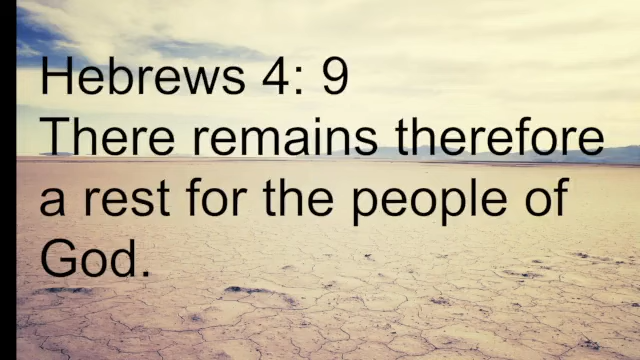 Hebrews 4: 9
There remains therefore
a rest for the people of
God.